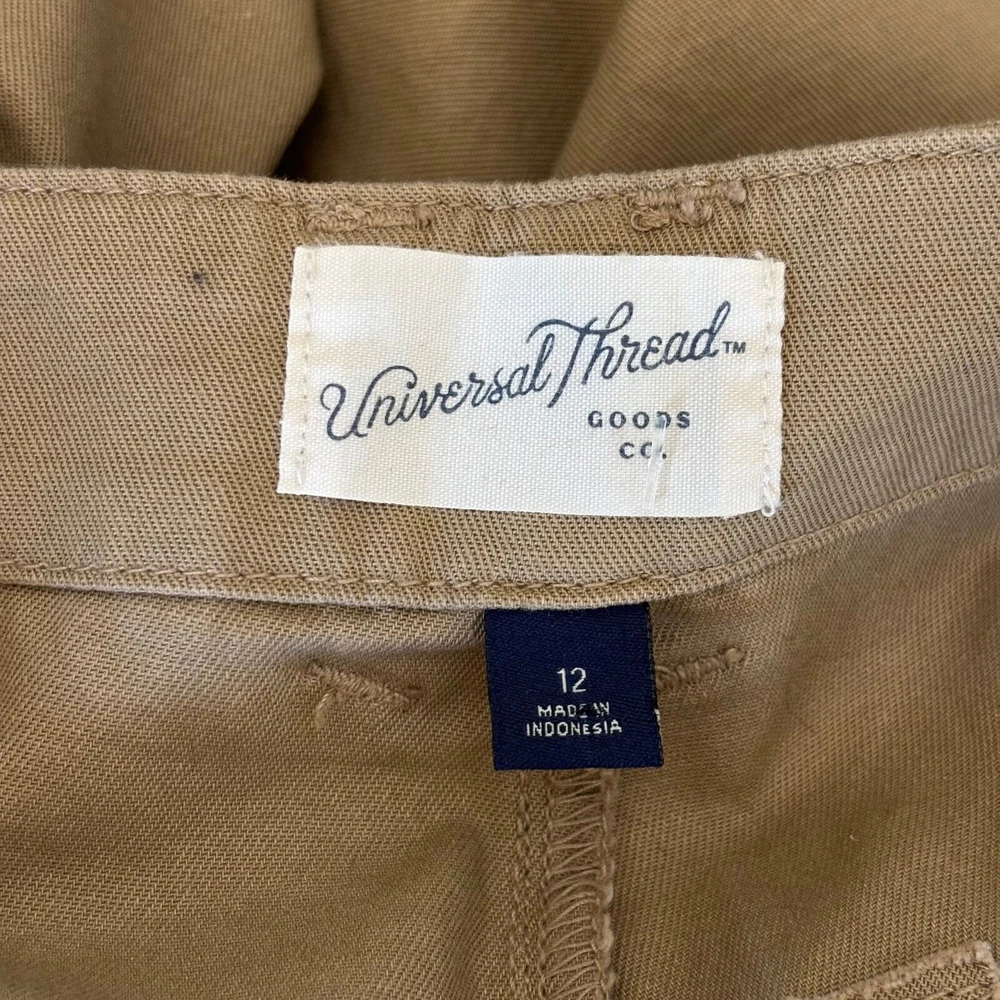 Universal Thread™
GOODS
CO.
12
MADE IN
INDONESIA